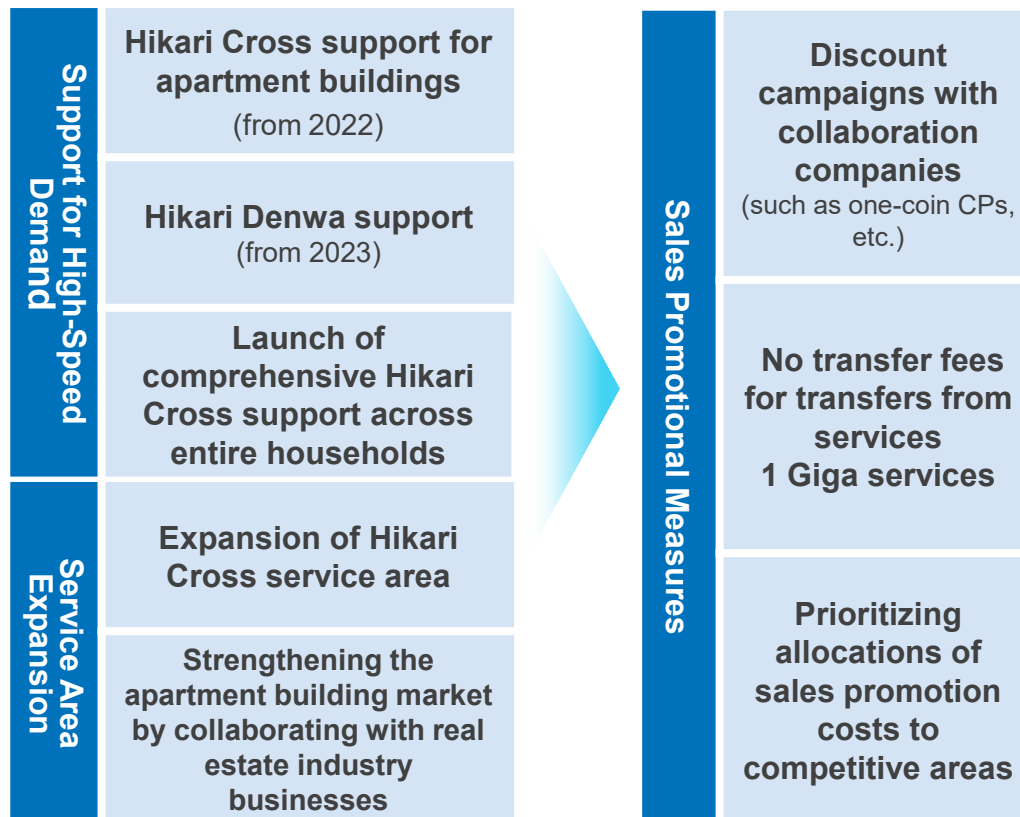 Support for High-Speed
Demand
Hikari Cross support for
apartment buildings
(from 2022)
Hikari Denwa support
(from 2023)
Launch of
comprehensive Hikari
Cross support across
entire households
Service Area
Expansion
Expansion of Hikari
Cross service area
Strengthening the
apartment building market
by collaborating with real
estate industry
businesses
Sales Promotional Measures
Discount
campaigns with
collaboration
companies
(such as one-coin CPs,
etc.)
No transfer fees
for transfers from
services
1 Giga services
Prioritizing
allocations of
sales promotion
costs to
competitive areas